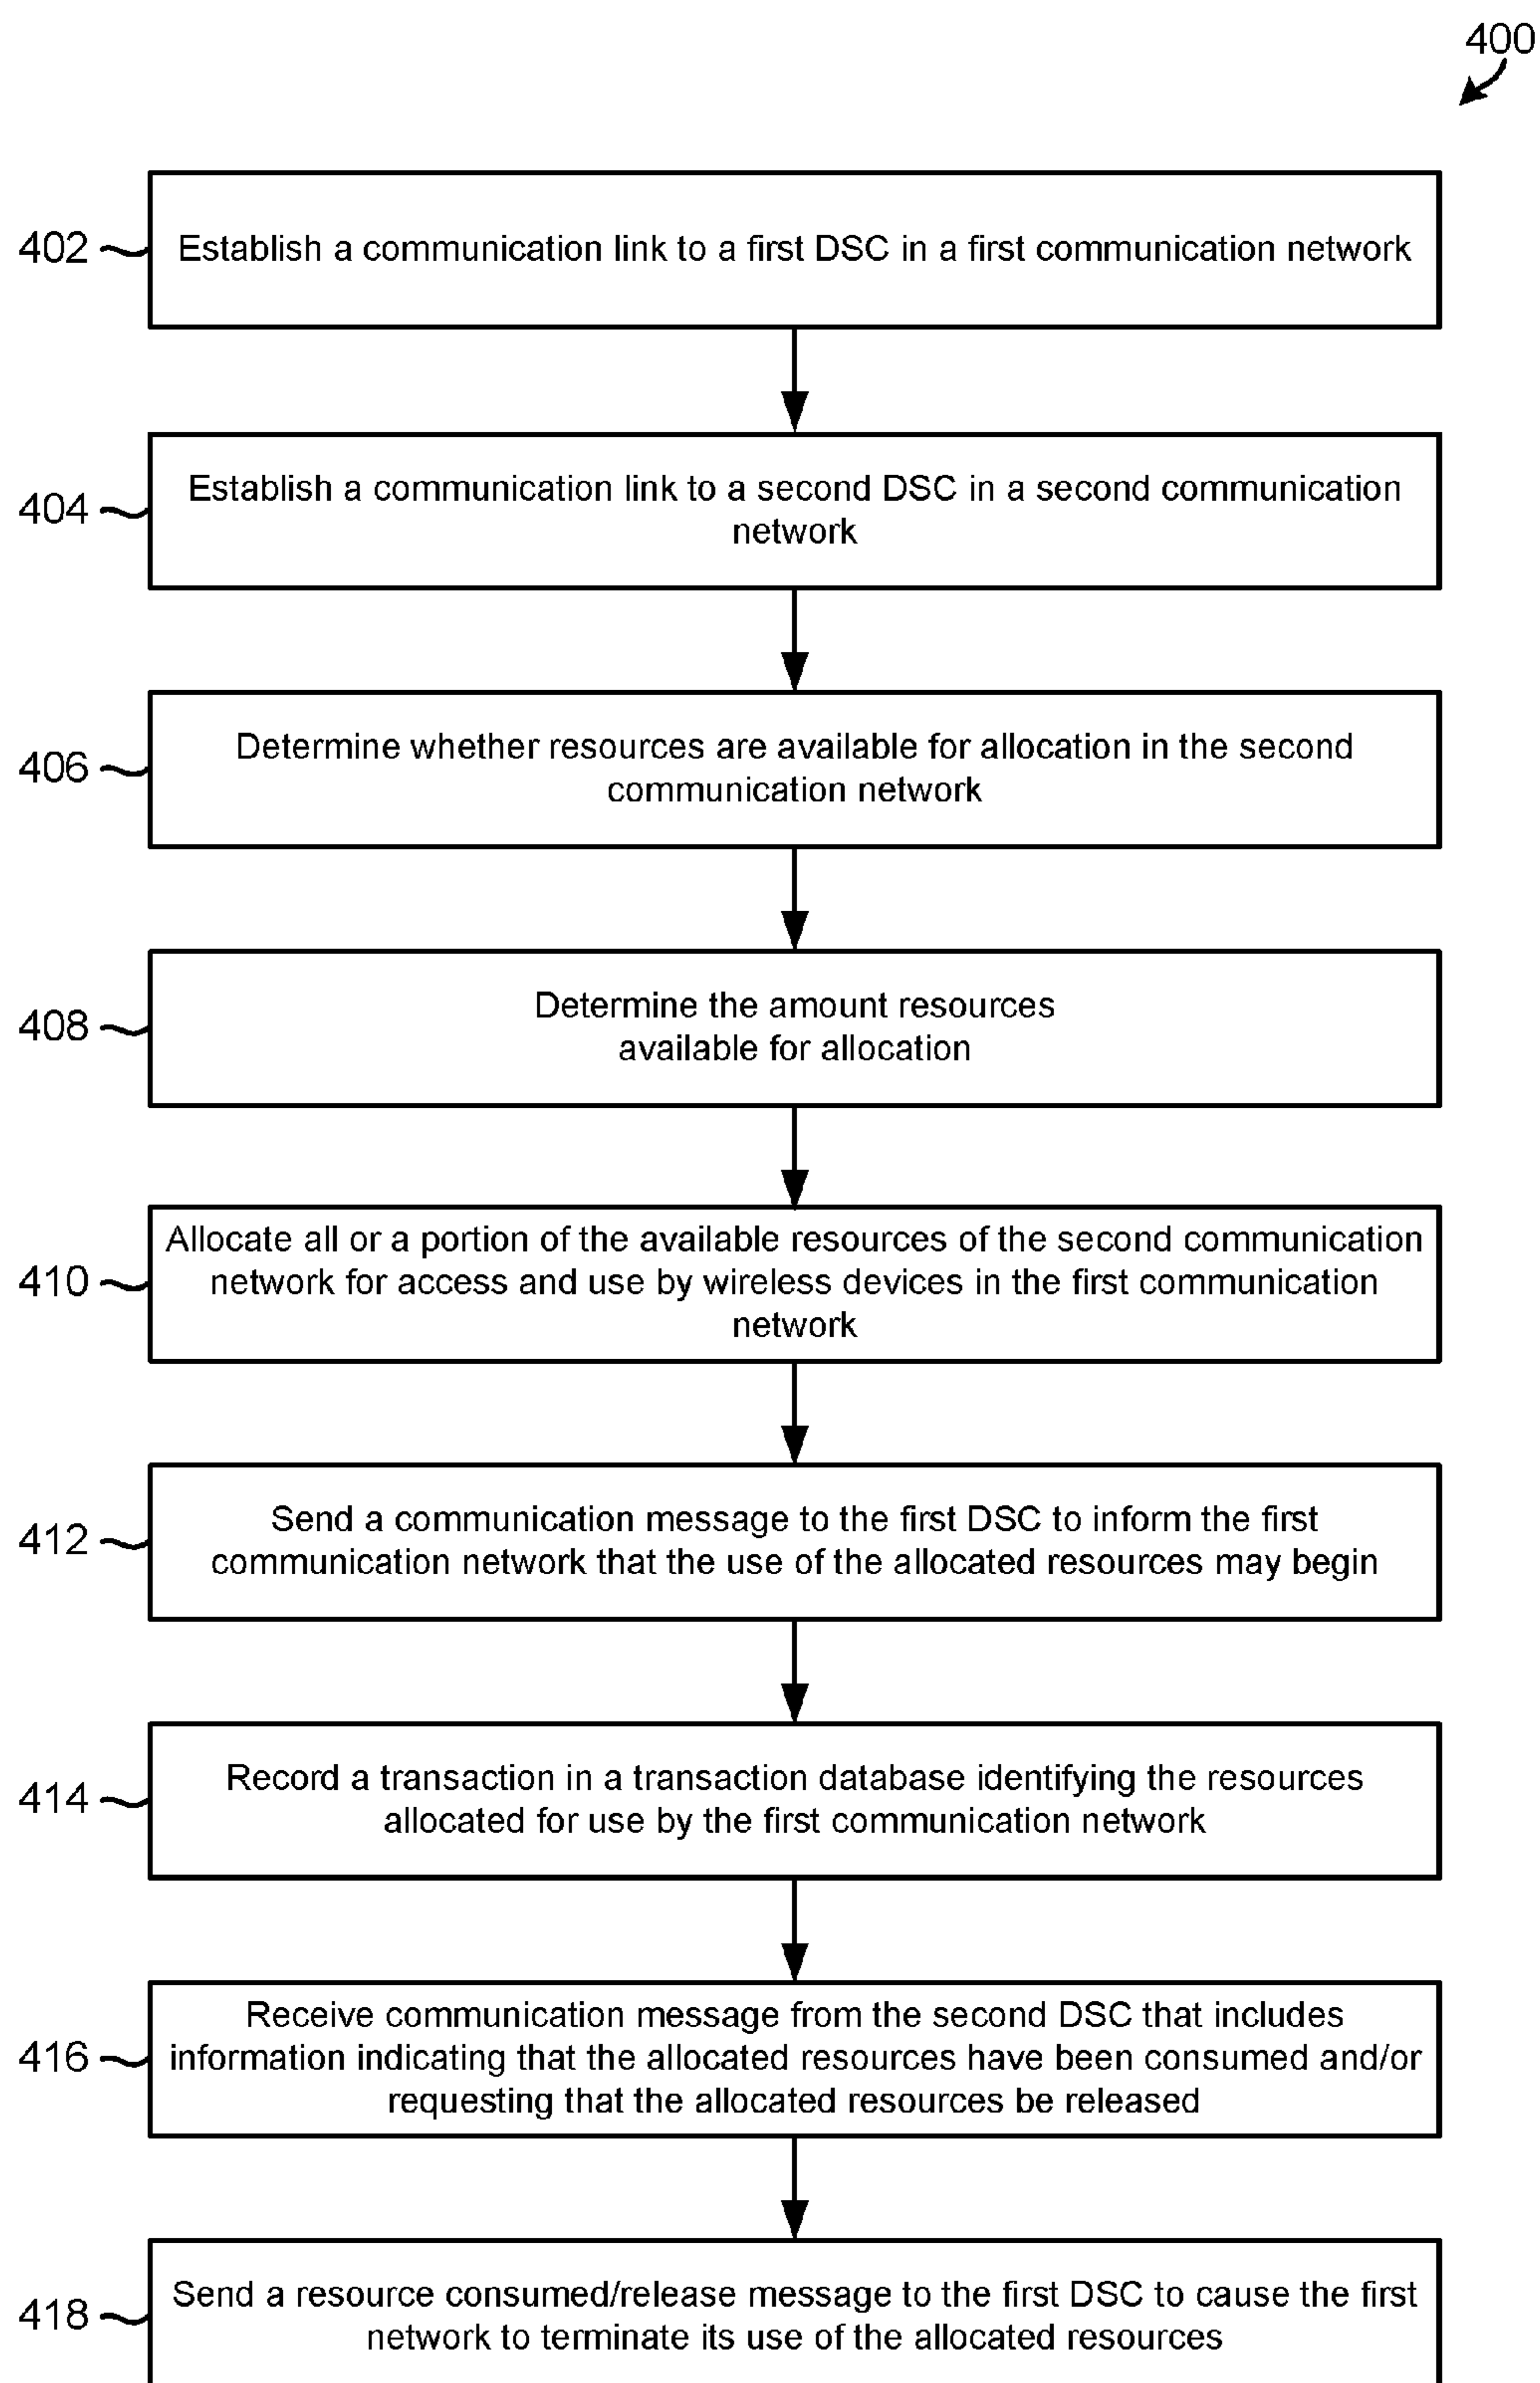 400
402
Establish a communication link to a first DSC in a first communication network
404
Establish a communication link to a second DSC in a second communication
network
406
Determine whether resources are available for allocation in the second
communication network
408
Determine the amount resources
available for allocation
410
Allocate all or a portion of the available resources of the second communication
network for access and use by wireless devices in the first communication
network
412
Send a communication message to the first DSC to inform the first
communication network that the use of the allocated resources may begin
414
Record a transaction in a transaction database identifying the resources
allocated for use by the first communication network
416
Receive communication message from the second DSC that includes
information indicating that the allocated resources have been consumed and/or
requesting that the allocated resources be released
418
Send a resource consumed/release message to the first DSC to cause the first
network to terminate its use of the allocated resources